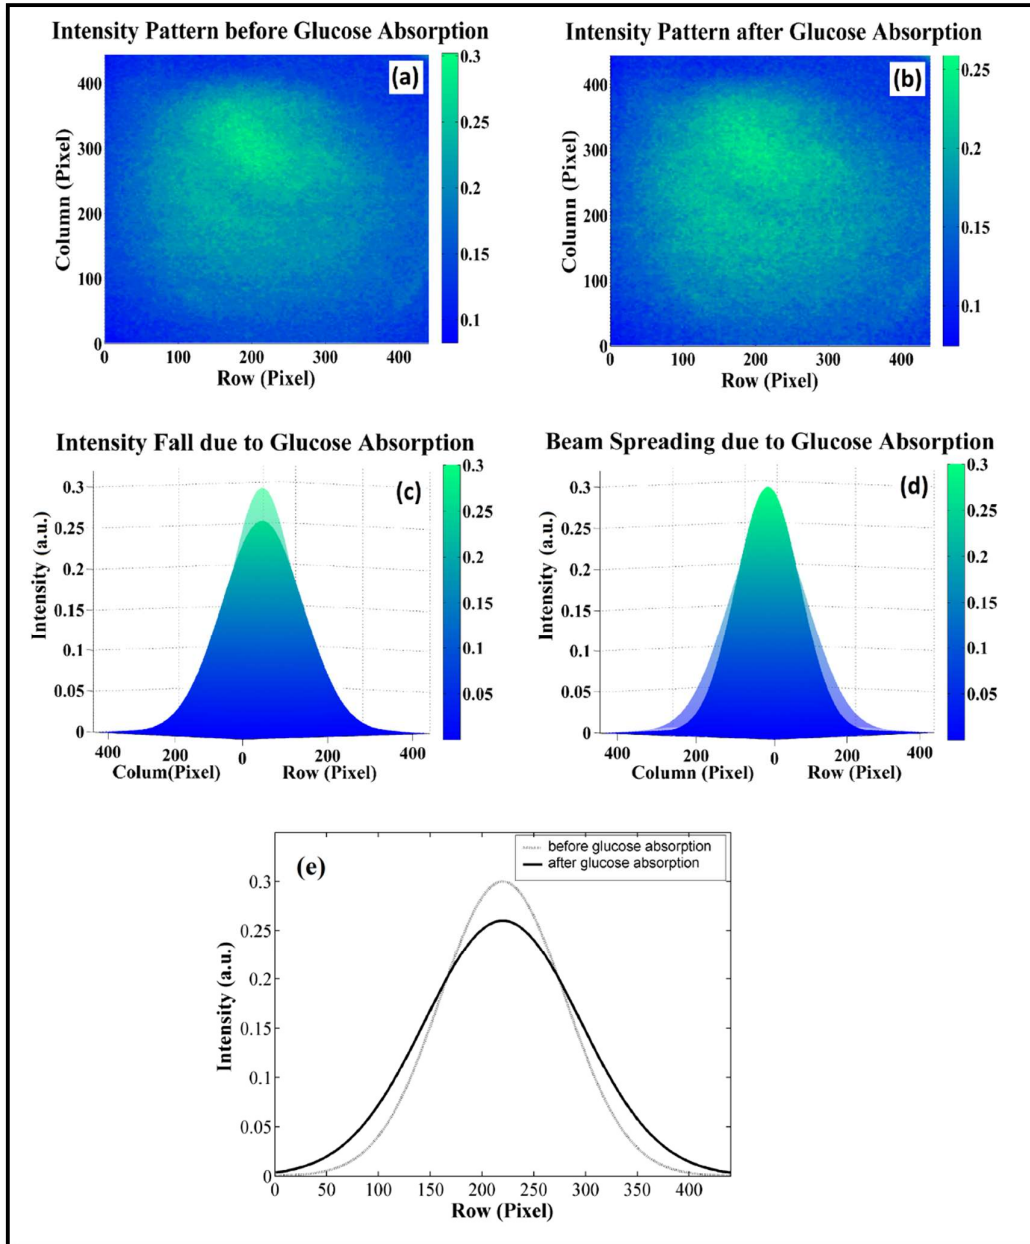 Intensity Pattern before Glucose Absorption
(a)
400
300
200
100
0
Column (Pixel)
0 100 200 300 400
Row (Pixel)
0.3
0.25
0.2
0.15
0.1
Intensity Pattern after Glucose Absorption
(b)
400
300
200
100
0
Column (Pixel)
0 100 200 300 400
Row (Pixel)
0.25
0.2
0.15
0.1
Intensity Fall due to Glucose Absorption
(c)
0.3
0.25
0.2
0.15
0.1
0.05
0
Intensity (a.u.)
400 200 0 200 400
Colum(Pixel) Row (Pixel)
0.3
0.25
0.2
0.15
0.1
0.05
Beam Spreading due to Glucose Absorption
(d)
0.3
0.25
0.2
0.15
0.1
0.05
0
Intensity (a.u.)
400 200 0 200 400
Column (Pixel) Row (Pixel)
0.3
0.25
0.2
0.15
0.1
0.05
(e)
before glucose absorption
after glucose absorption
0.3
0.25
0.2
0.15
0.1
0.05
0
Intensity (a.u.)
0 50 100 150 200 250 300 350 400
Row (Pixel)